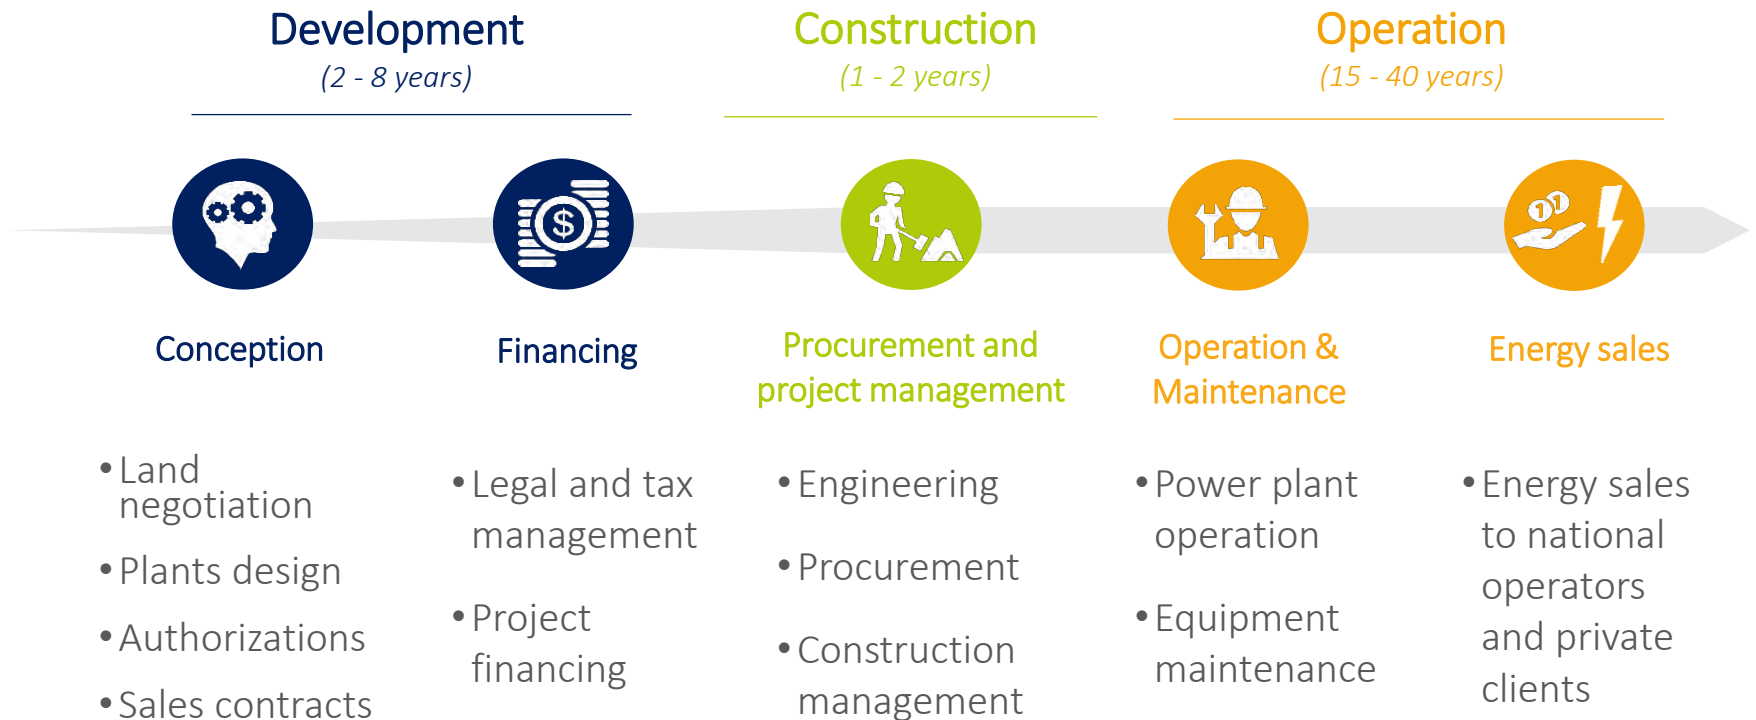 Development
(2 - 8 years)
Construction
(1 - 2 years)
Operation
(15 - 40 years)
$
Conception
Financing
Procurement and
project management
Operation &
Maintenance
Energy sales
•Land
negotiation
•Plants design
•Authorizations
•Sales contracts
•Legal and tax
management
•Project
financing
•Engineering
•Procurement
•Construction
management
•Power plant
operation
•Equipment
maintenance
•Energy sales
to national
operators
and private
clients